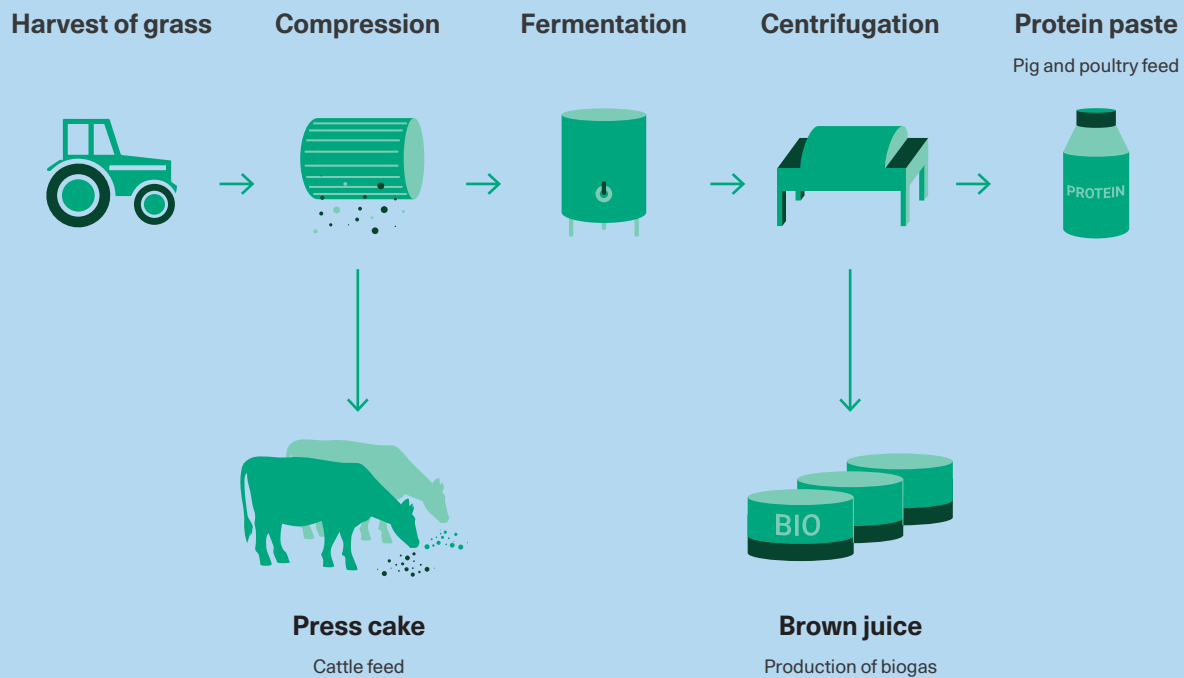 Harvest of grass
Compression
Fermentation
Centrifugation
Protein paste
Pig and poultry feed
PROTEIN
BIO
Press cake
Cattle feed
Brown juice
Production of biogas